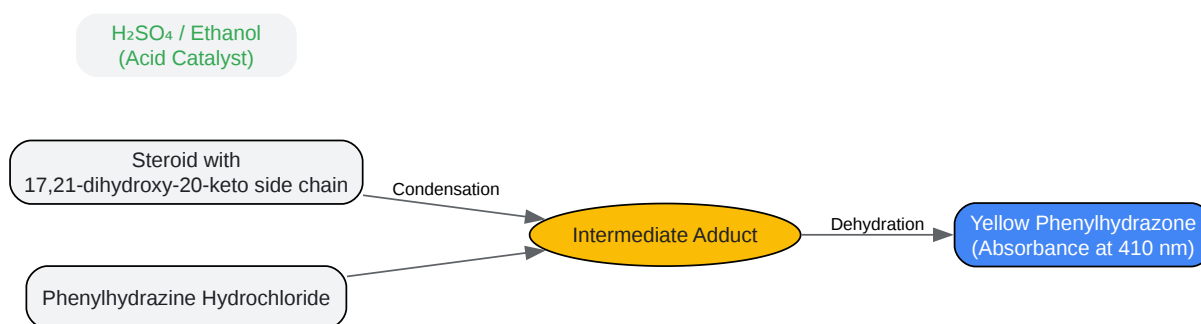 H₂SO₄ / Ethanol
(Acid Catalyst)
Steroid with
17,21-dihydroxy-20-keto side chain
Condensation
Phenylhydrazine Hydrochloride
Intermediate Adduct
Dehydration
Yellow Phenylhydrazone
(Absorbance at 410 nm)